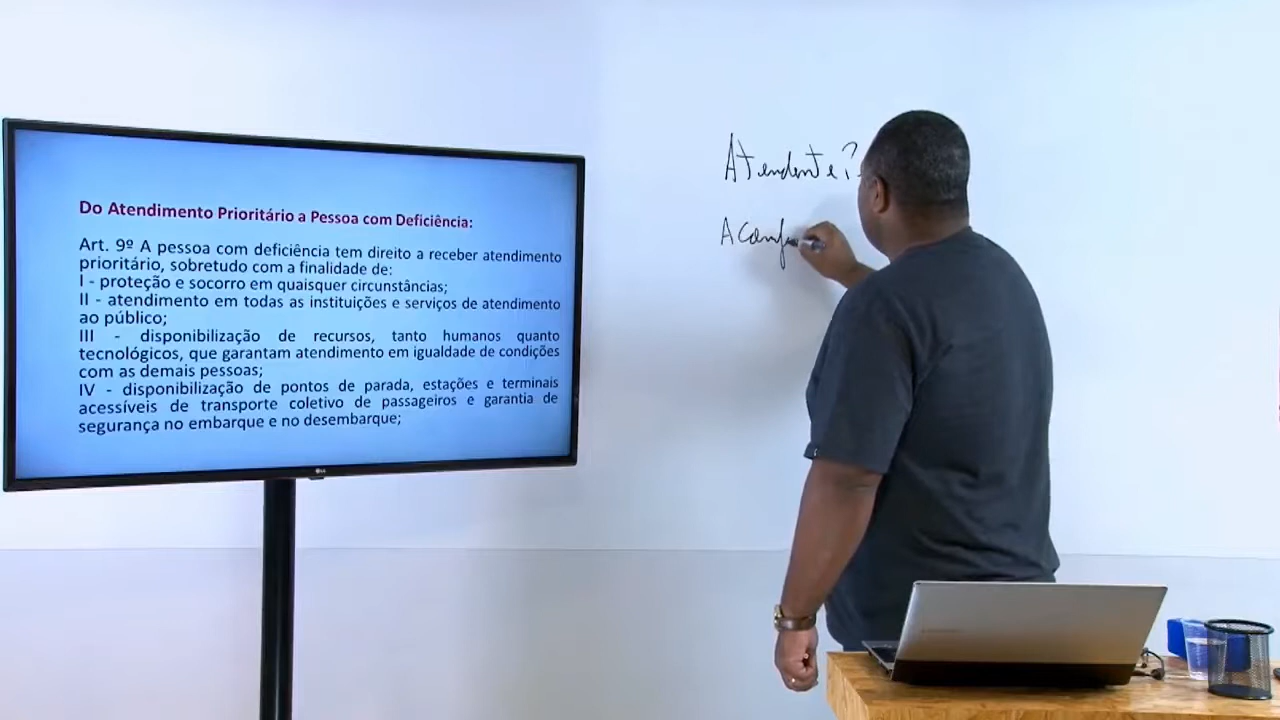 Do Atendimento Prioritário a Pessoa com Deficiência:
Art. 9º A pessoa com deficiência tem direito a receber atendimento
prioritário, sobretudo com a finalidade de:
I - proteção e socorro em quaisquer circunstâncias;
II - atendimento em todas as instituições e serviços de atendimento
ao público;
III - disponibilização de recursos, tanto humanos quanto
tecnológicos, que garantam atendimento em igualdade de condições
com as demais pessoas;
IV - disponibilização de pontos de parada, estações e terminais
acessíveis de transporte coletivo de passageiros e garantia de
segurança no embarque e no desembarque;
LG
Atendente?